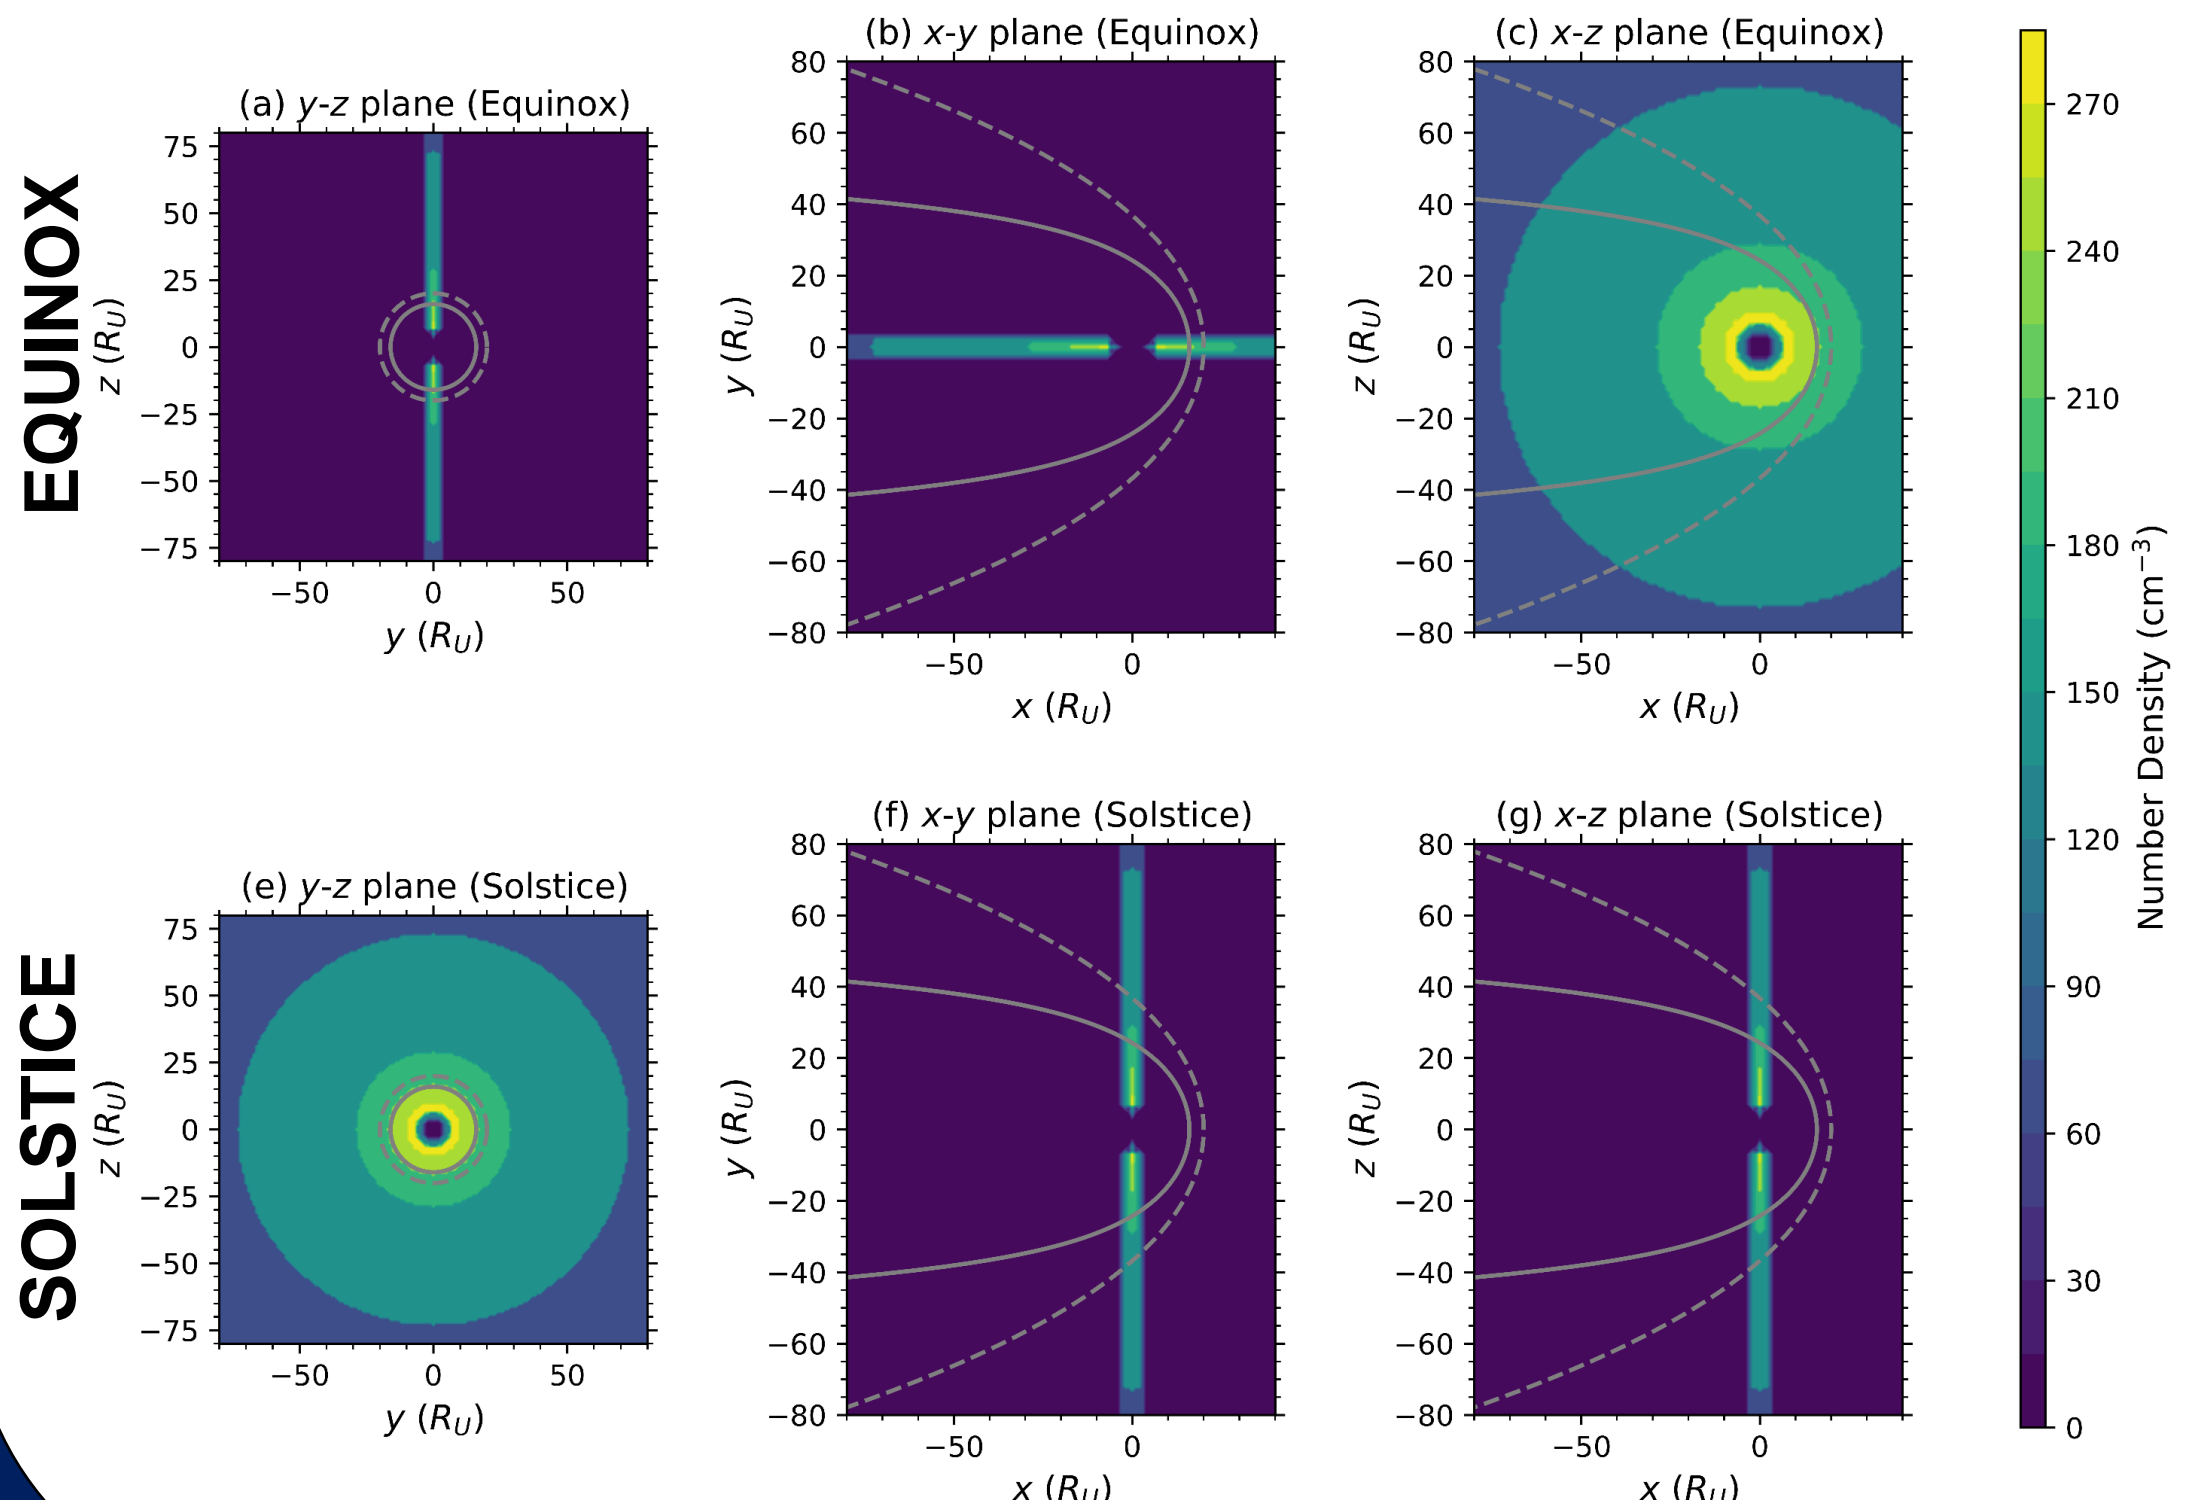 EQUINOX
(a) y-z plane (Equinox)
75
50
25
0
−25
−50
−75
z (R_U)
−50 0 50
y (R_U)
(b) x-y plane (Equinox)
80
60
40
20
0
−20
−40
−60
−80
y (R_U)
−50 0
x (R_U)
(c) x-z plane (Equinox)
80
60
40
20
0
−20
−40
−60
−80
z (R_U)
−50 0
x (R_U)
SOLSTICE
(e) y-z plane (Solstice)
75
50
25
0
−25
−50
−75
z (R_U)
−50 0 50
y (R_U)
(f) x-y plane (Solstice)
80
60
40
20
0
−20
−40
−60
−80
y (R_U)
−50 0
x (R_U)
(g) x-z plane (Solstice)
80
60
40
20
0
−20
−40
−60
−80
z (R_U)
−50 0
x (R_U)
270
240
210
180
150
120
90
60
30
0
Number Density (cm⁻³)